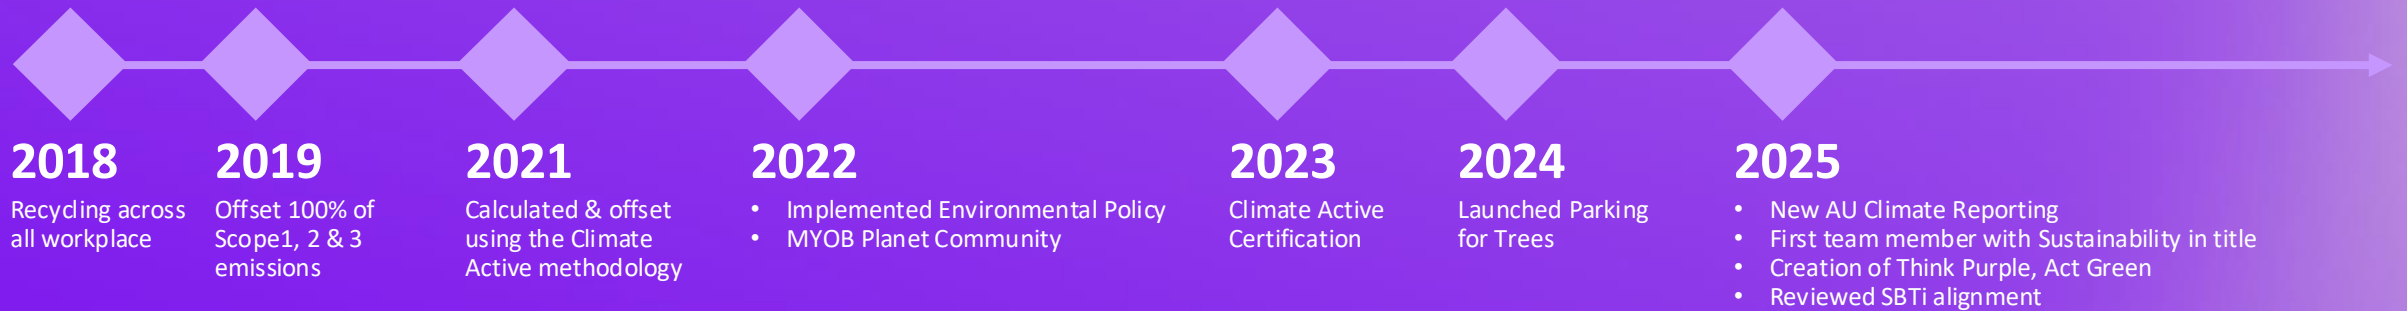 2018
Recycling across
all workplace
2019
Offset 100% of
Scope1, 2 & 3
emissions
2021
Calculated & offset
using the Climate
Active methodology
2022
• Implemented Environmental Policy
• MYOB Planet Community
2023
Climate Active
Certification
2024
Launched Parking
for Trees
2025
• New AU Climate Reporting
• First team member with Sustainability in title
• Creation of Think Purple, Act Green
• Reviewed SBTi alignment